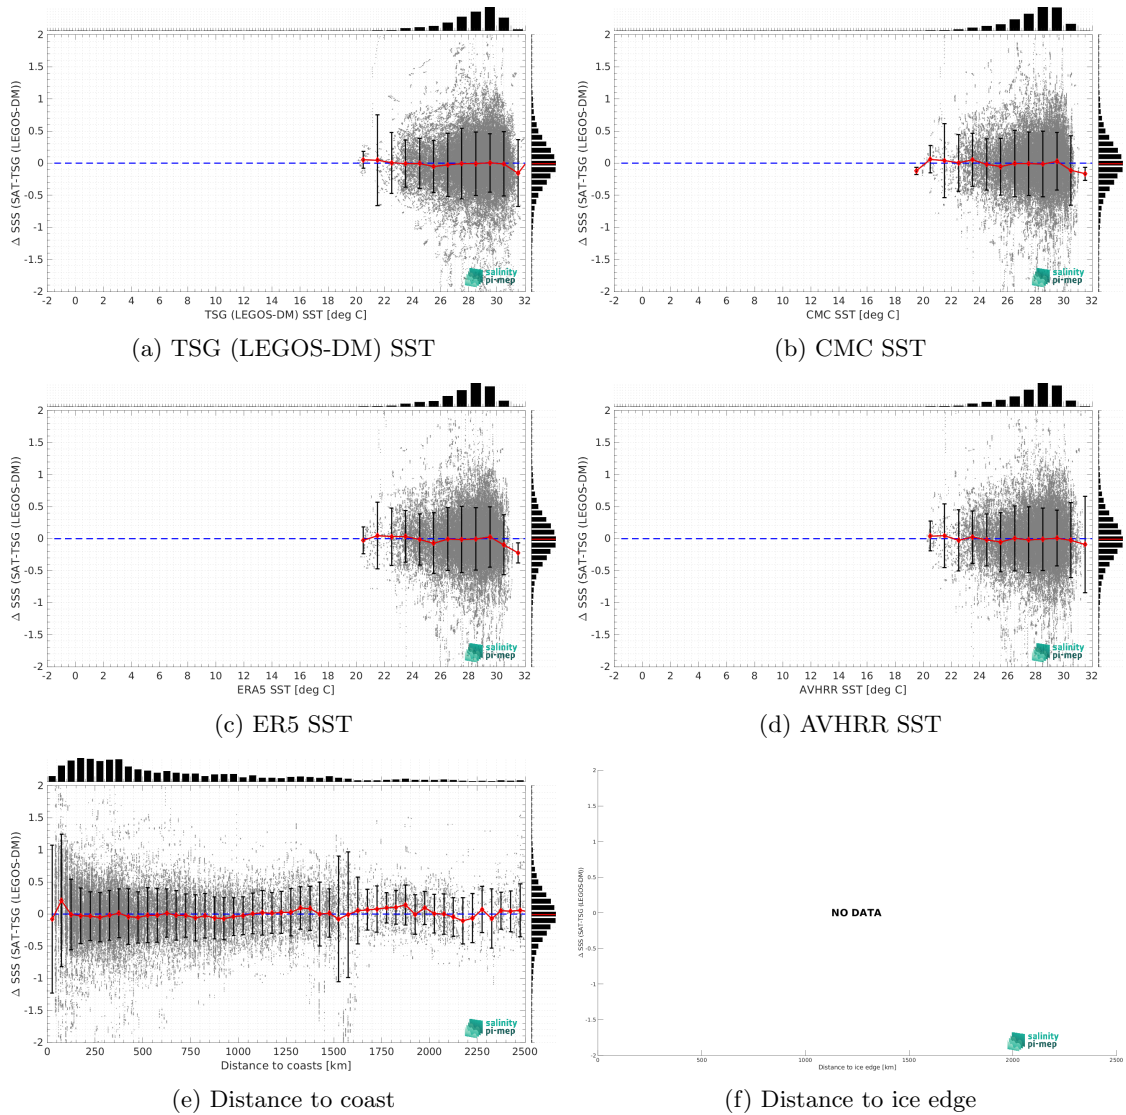 Δ SSS (SAT-TSG (LEGOS-DM))
2
1.5
1
0.5
0
-0.5
-1
-1.5
-2
salinity
pi-mep
-2 0 2 4 6 8 10 12 14 16 18 20 22 24 26 28 30 32
TSG (LEGOS-DM) SST [deg C]
(a) TSG (LEGOS-DM) SST
Δ SSS (SAT-TSG (LEGOS-DM))
2
1.5
1
0.5
0
-0.5
-1
-1.5
-2
salinity
pi-mep
-2 0 2 4 6 8 10 12 14 16 18 20 22 24 26 28 30 32
CMC SST [deg C]
(b) CMC SST
Δ SSS (SAT-TSG (LEGOS-DM))
2
1.5
1
0.5
0
-0.5
-1
-1.5
-2
salinity
pi-mep
-2 0 2 4 6 8 10 12 14 16 18 20 22 24 26 28 30 32
ERA5 SST [deg C]
(c) ER5 SST
Δ SSS (SAT-TSG (LEGOS-DM))
2
1.5
1
0.5
0
-0.5
-1
-1.5
-2
salinity
pi-mep
-2 0 2 4 6 8 10 12 14 16 18 20 22 24 26 28 30 32
AVHRR SST [deg C]
(d) AVHRR SST
Δ SSS (SAT-TSG (LEGOS-DM))
2
1.5
1
0.5
0
-0.5
-1
-1.5
-2
salinity
pi-mep
0 250 500 750 1000 1250 1500 1750 2000 2250 2500
Distance to coasts [km]
(e) Distance to coast
Δ SSS (SAT-TSG (LEGOS-DM))
2
1.5
1
0.5
0
-0.5
-1
-1.5
-2
NO DATA
salinity
pi-mep
0 500 1000 1500 2000 2500
Distance to ice edge [km]
(f) Distance to ice edge